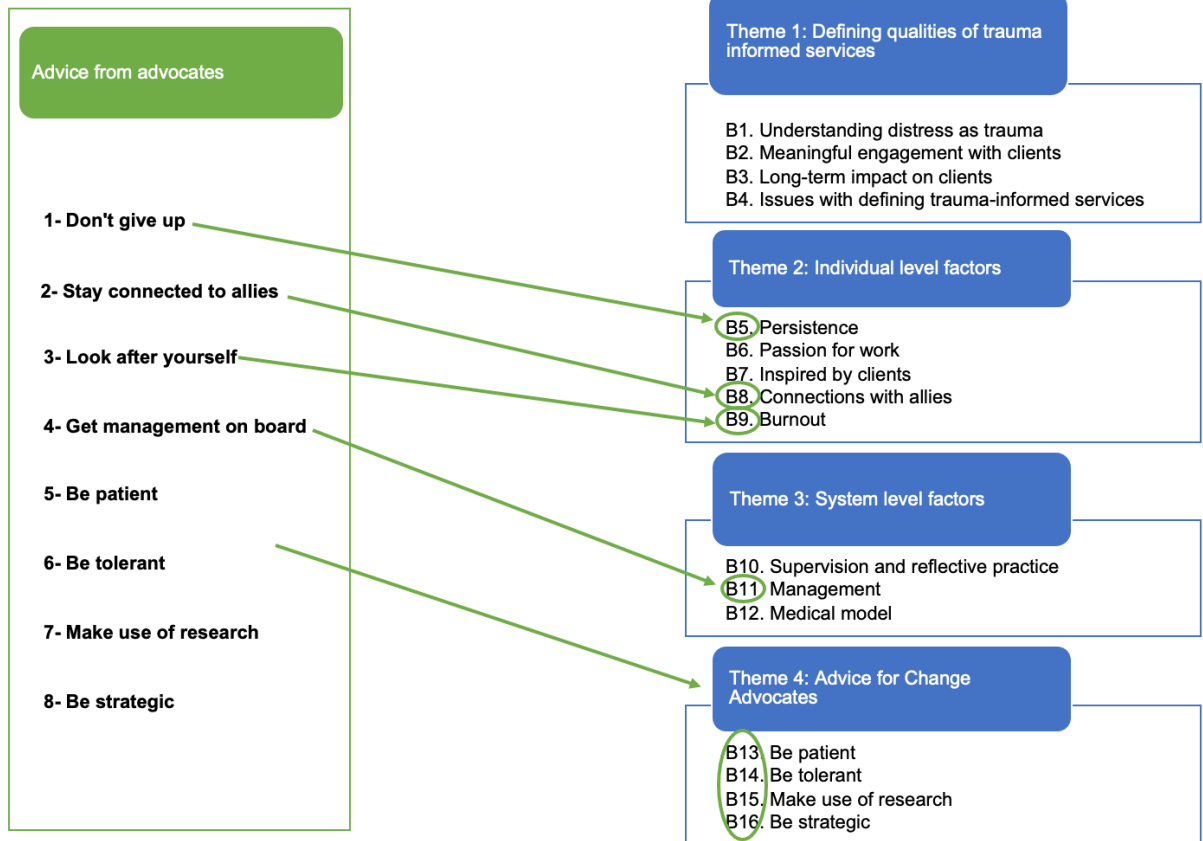 Advice from advocates
1- Don't give up
2- Stay connected to allies
3- Look after yourself
4- Get management on board
5- Be patient
6- Be tolerant
7- Make use of research
8- Be strategic
Theme 1: Defining qualities of trauma
informed services
B1. Understanding distress as trauma
B2. Meaningful engagement with clients
B3. Long-term impact on clients
B4. Issues with defining trauma-informed services
Theme 2: Individual level factors
B5. Persistence
B6. Passion for work
B7. Inspired by clients
B8. Connections with allies
B9. Burnout
Theme 3: System level factors
B10. Supervision and reflective practice
B11 Management
B12. Medical model
Theme 4: Advice for Change
Advocates
B13. Be patient
B14. Be tolerant
B15. Make use of research
B16. Be strategic